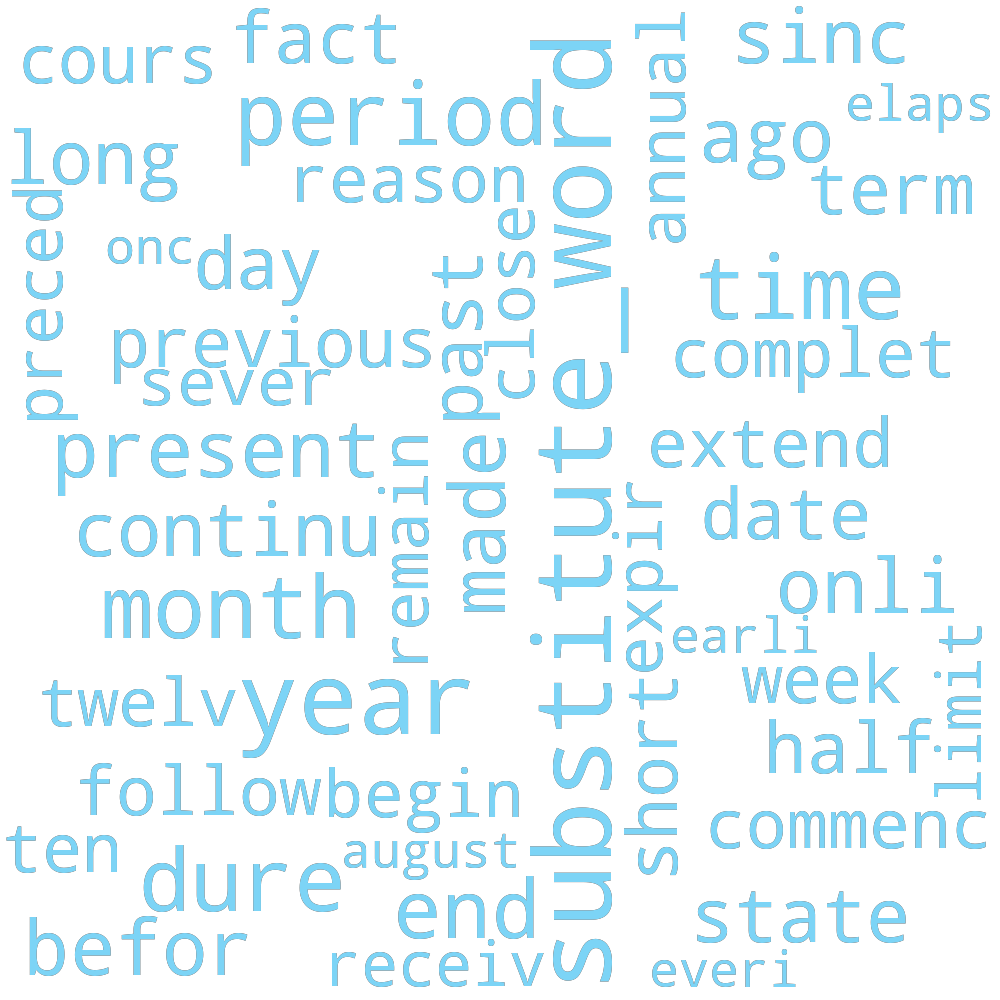 fact
sinc
cours
annual
elaps
period
ago
long
reason
term
word
substitute_word
close
preced
onc
day
past
time
previous
complet
sever
present
extend
remain
made
date
continu
expir
onli
month
earli
limit
week
year
twelv
short
half
follow
begin
commenc
ten
august
dure
end
state
befor
receiv
everi